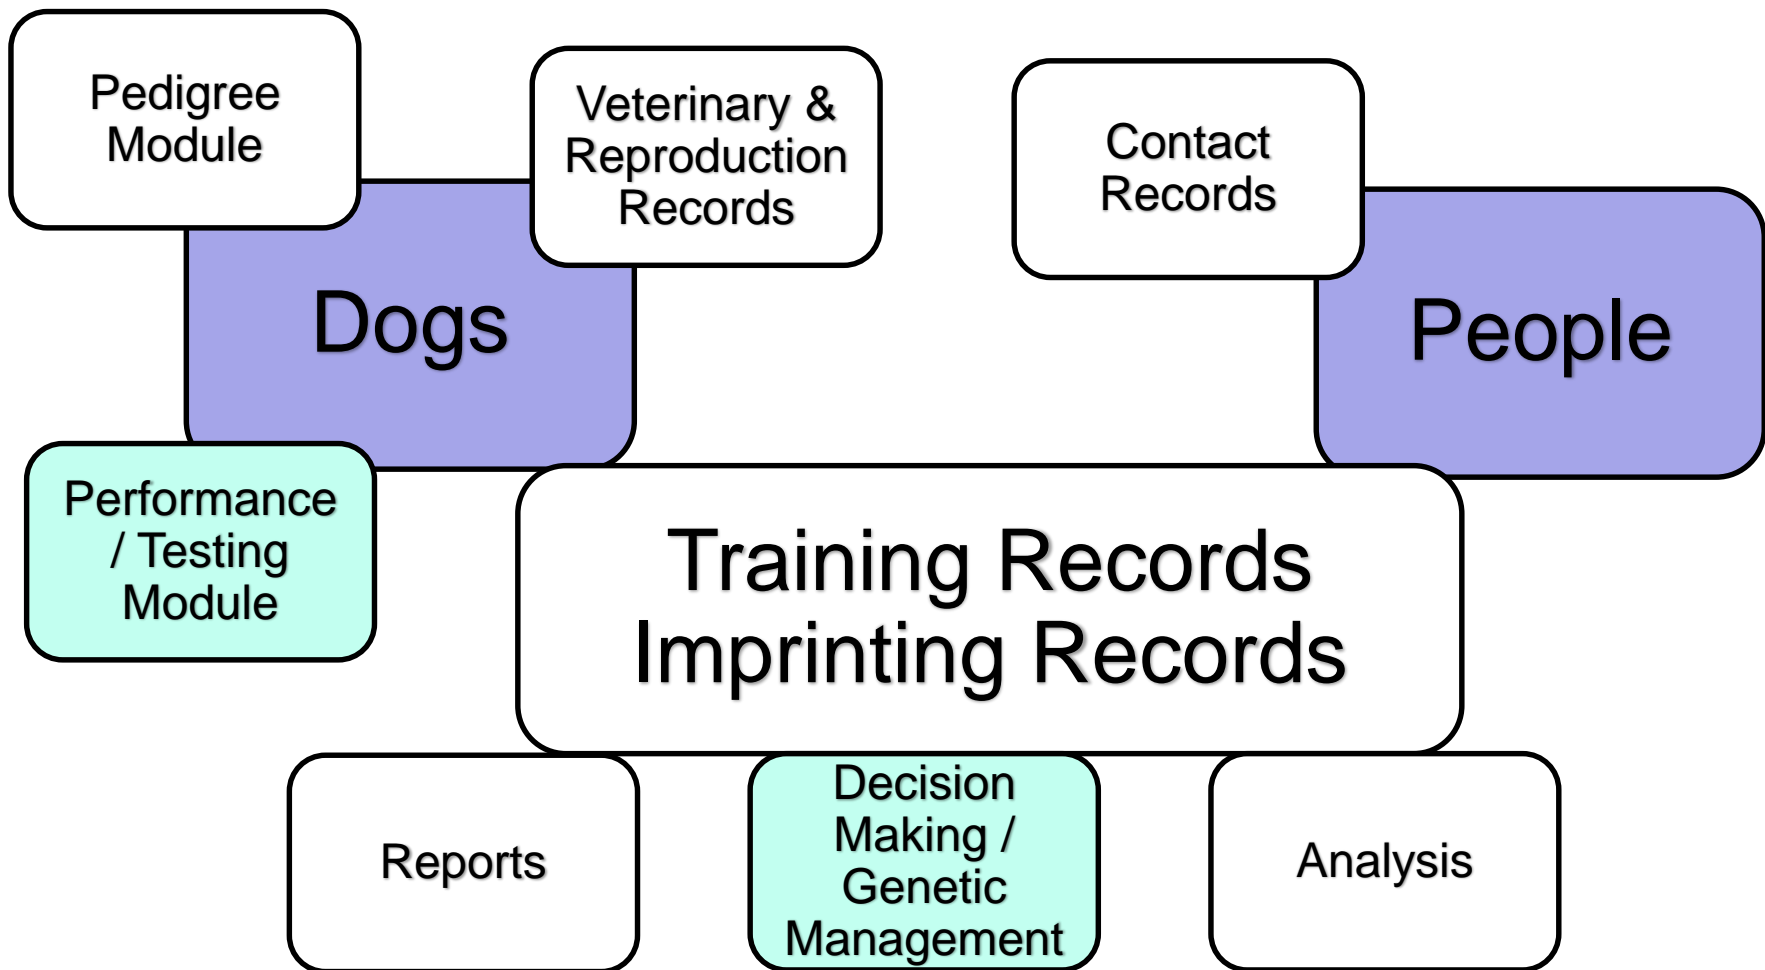 Pedigree
Module
Veterinary &
Reproduction
Records
Contact
Records
Dogs
People
Performance
/ Testing
Module
Training Records
Imprinting Records
Reports
Decision
Making /
Genetic
Management
Analysis